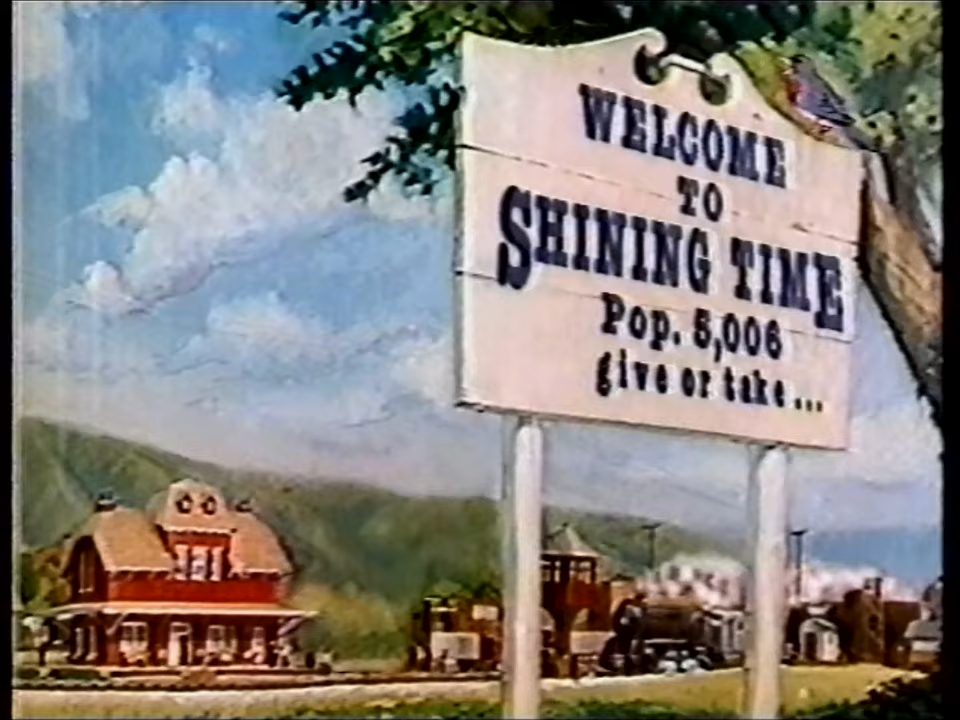 WELCOME
TO
SHINING TIME
Pop. 5,006
give or take...